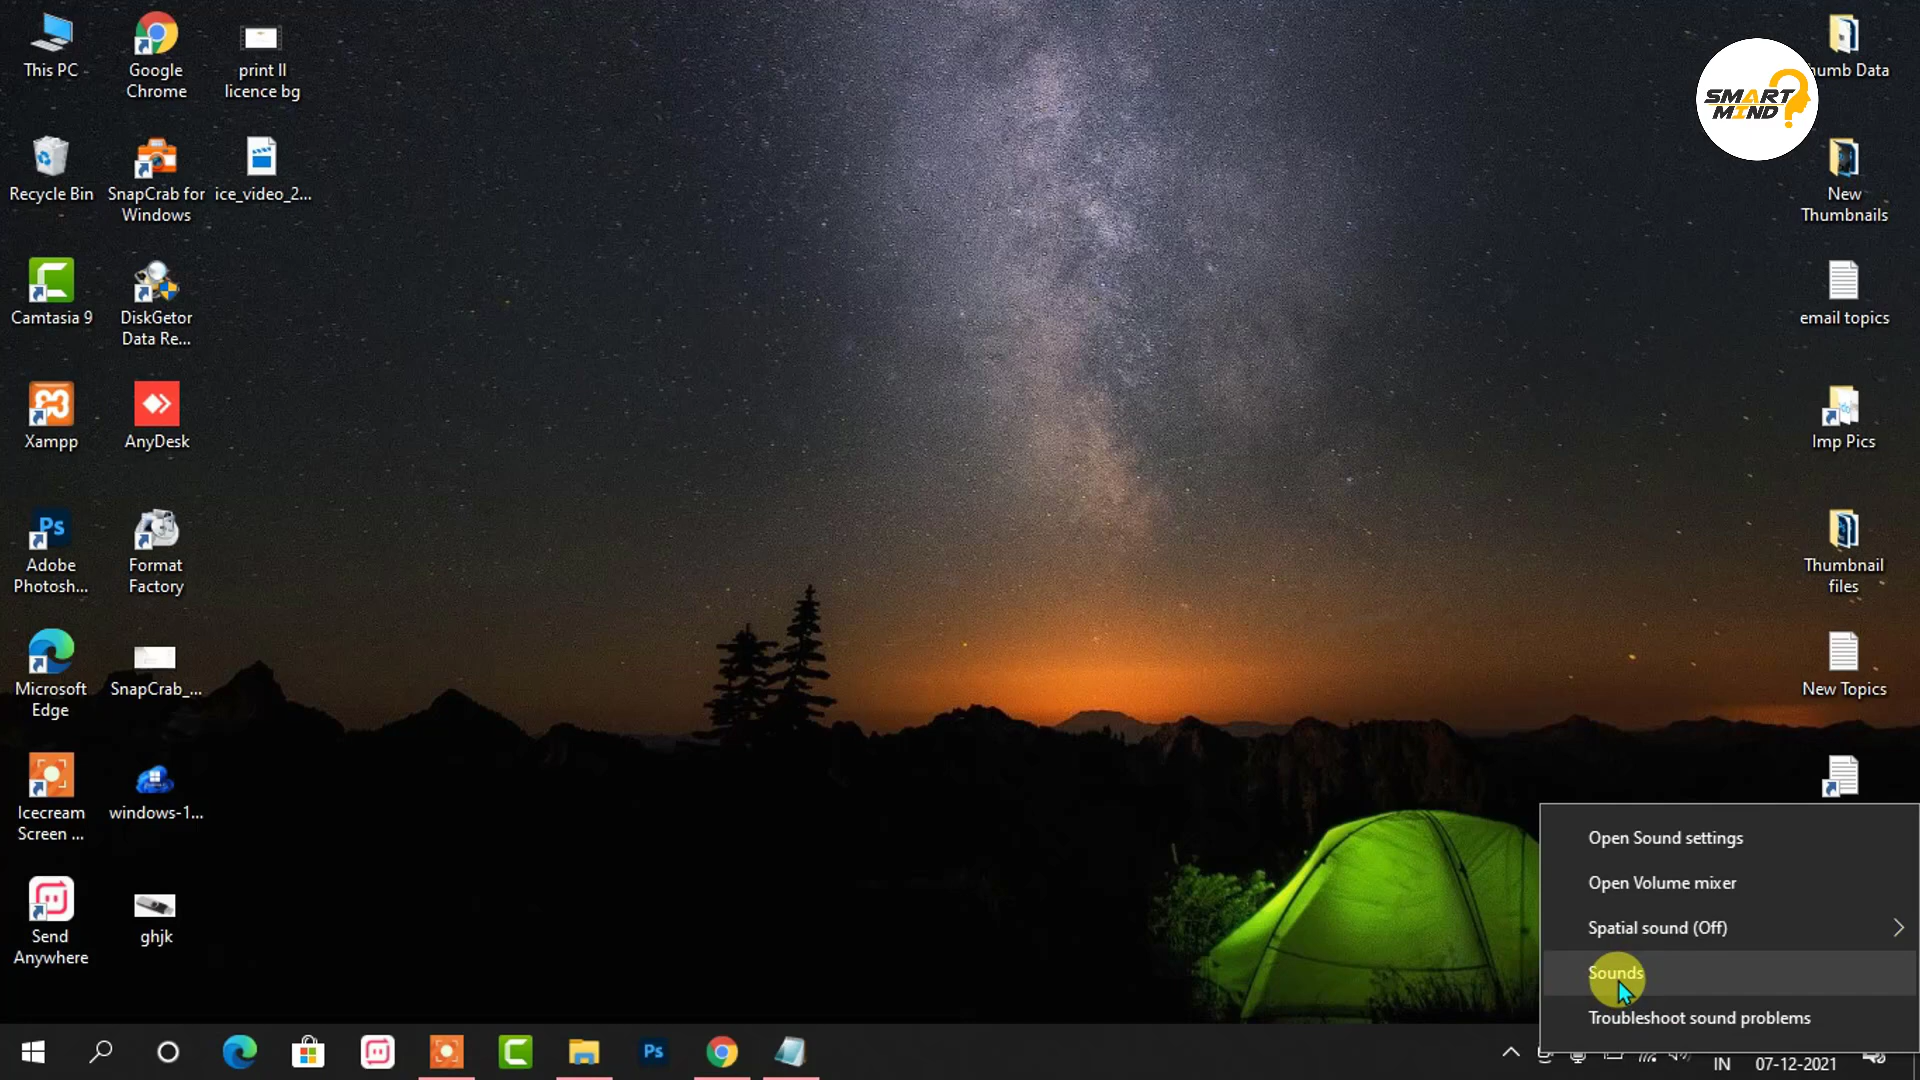 This PC
Google
Chrome
print ll
licence bg
humb Data
SMART
MIND
Recycle Bin
SnapCrab for
Windows
ice_video_2...
New
Thumbnails
Camtasia 9
DiskGetor
Data Re...
email topics
Xampp
AnyDesk
Imp Pics
Ps
Adobe
Photosh...
Format
Factory
Thumbnail
files
Microsoft
Edge
SnapCrab_...
New Topics
Icecream
Screen ...
windows-1...
Send
Anywhere
ghjk
Open Sound settings
Open Volume mixer
Spatial sound (Off)
Sounds
Troubleshoot sound problems
Ps
IN
07-12-2021